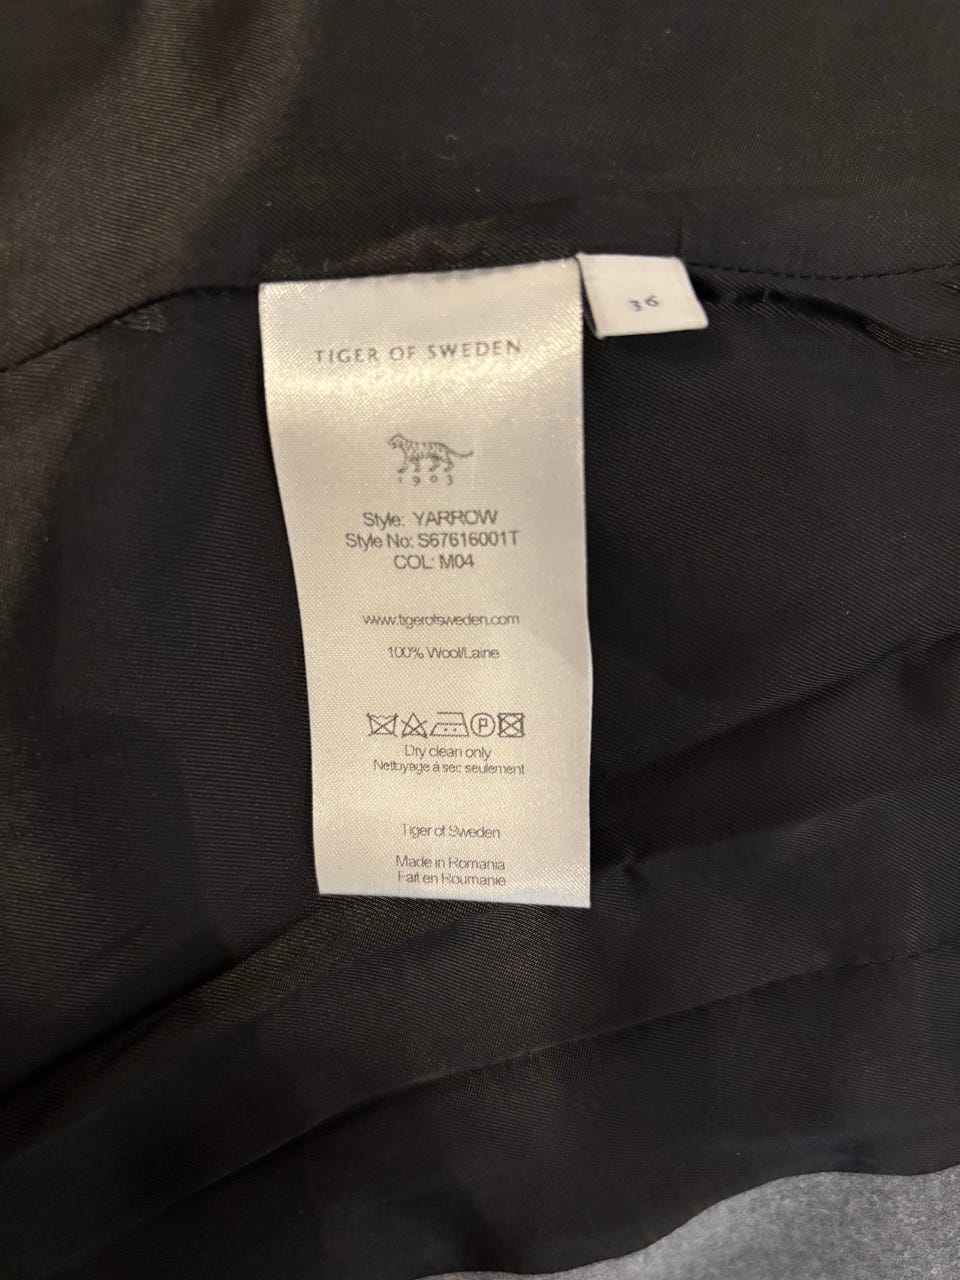 TIGER OF SWEDEN
36
1903
Style: YARROW
Style No: S67616001T
COL: M04
www.tigerofsweden.com
100% Wool/Laine
P
Dry clean only
Nettoyage à sec seulement
Tiger of Sweden
Made in Romania
Fait en Roumanie